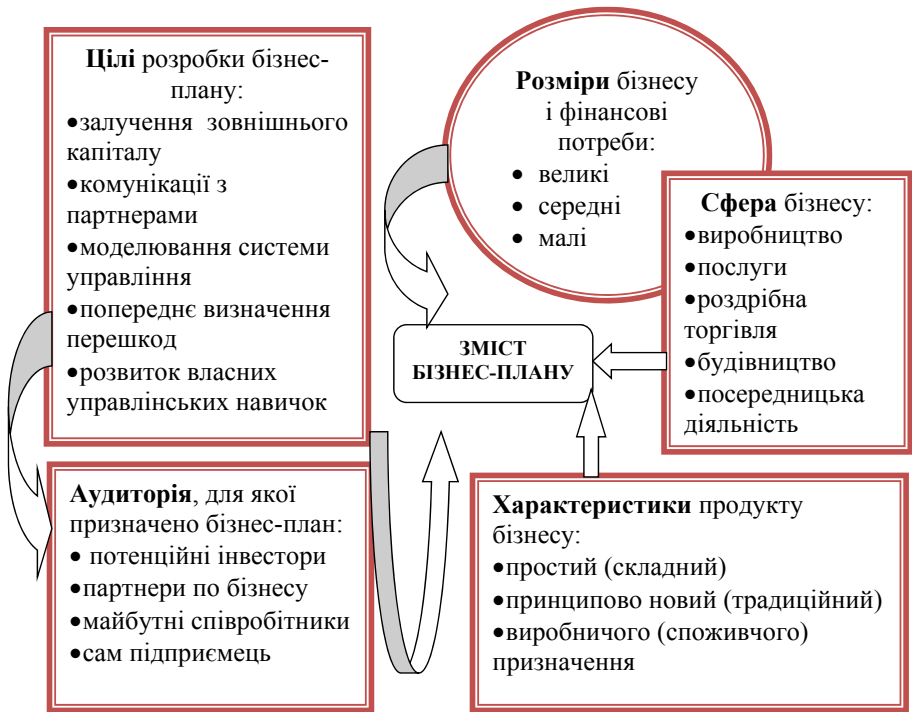 Цілі розробки бізнес-
плану:
•залучення зовнішнього
капіталу
•комунікації з
партнерами
•моделювання системи
управління
•попереднє визначення
перешкод
•розвиток власних
управлінських навичок
Розміри бізнесу
і фінансові
потреби:
• великі
• середні
• малі
Сфера бізнесу:
•виробництво
•послуги
•роздрібна
торгівля
•будівництво
•посередницька
діяльність
ЗМІСТ
БІЗНЕС-ПЛАНУ
Аудиторія, для якої
призначено бізнес-план:
• потенційні інвестори
•партнери по бізнесу
•майбутні співробітники
•сам підприємець
Характеристики продукту
бізнесу:
•простий (складний)
•принципово новий (традиційний)
•виробничого (споживчого)
призначення